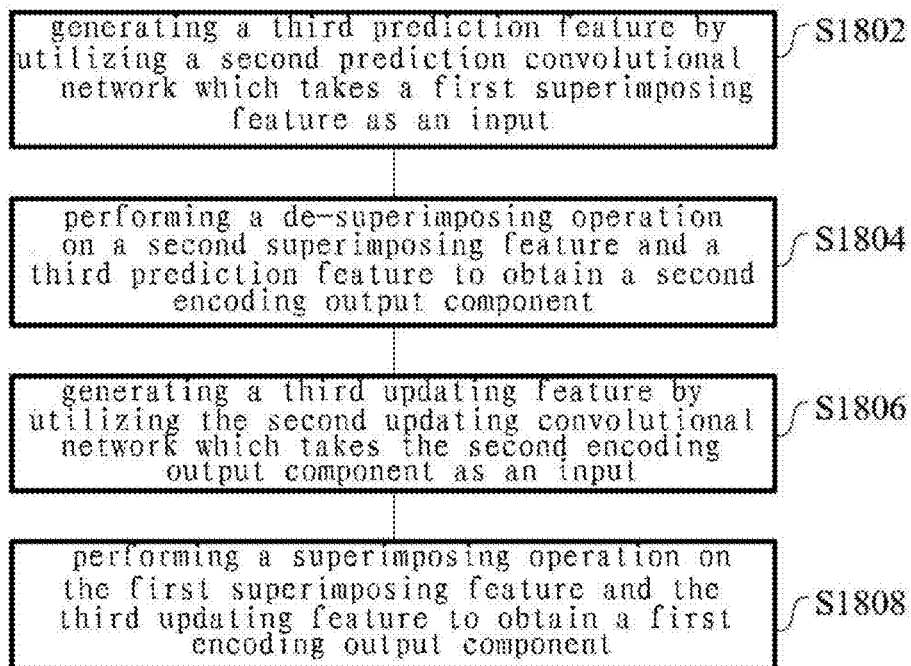 generating a third prediction feature by
utilizing a second prediction convolutional
network which takes a first superimposing
feature as an input
S1802
performing a de-superimposing operation
on a second superimposing feature and a
third prediction feature to obtain a second
encoding output component
S1804
generating a third updating feature by
utilizing the second updating convolutional
network which takes the second encoding
output component as an input
S1806
performing a superimposing operation on
the first superimposing feature and the
third updating feature to obtain a first
encoding output component
S1808